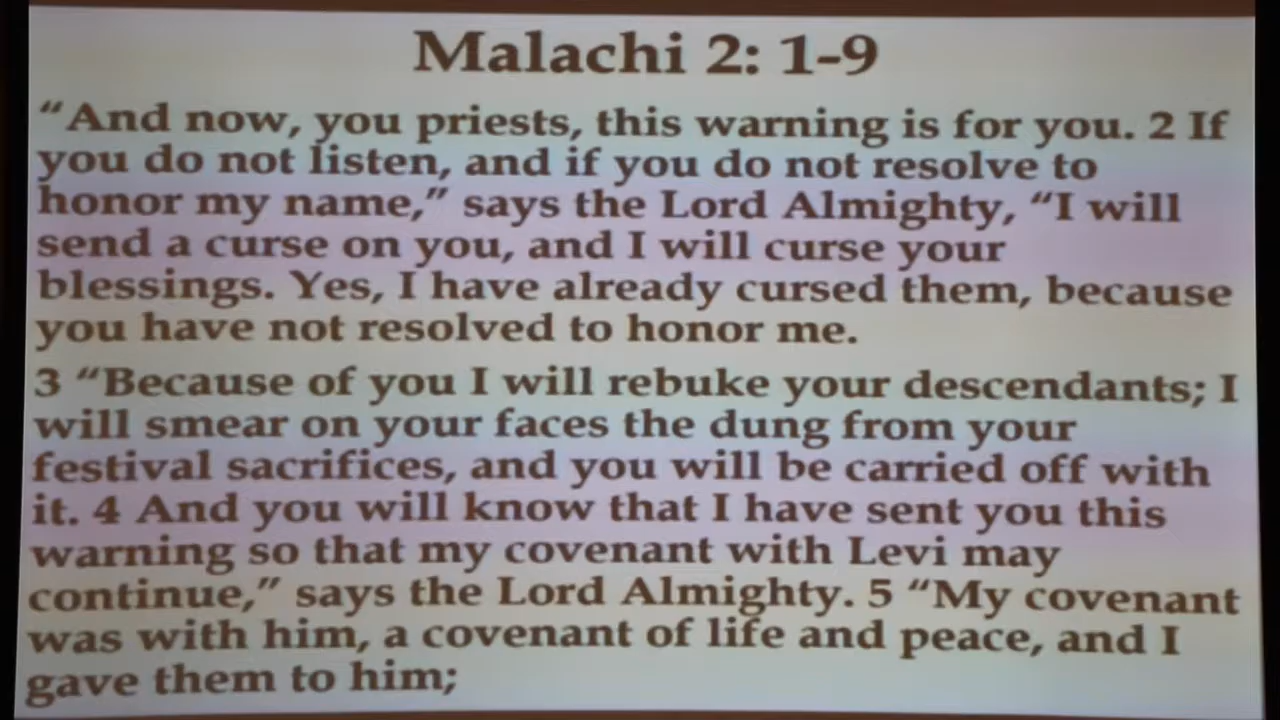 Malachi 2: 1-9
“And now, you priests, this warning is for you. 2 If
you do not listen, and if you do not resolve to
honor my name,” says the Lord Almighty, “I will
send a curse on you, and I will curse your
blessings. Yes, I have already cursed them, because
you have not resolved to honor me.
3 “Because of you I will rebuke your descendants; I
will smear on your faces the dung from your
festival sacrifices, and you will be carried off with
it. 4 And you will know that I have sent you this
warning so that my covenant with Levi may
continue,” says the Lord Almighty. 5 “My covenant
was with him, a covenant of life and peace, and I
gave them to him;